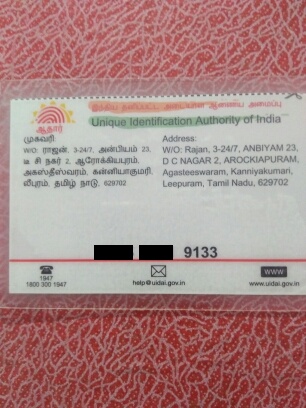 இந்திய தனிப்பட்ட அடையாள ஆணைய அமைப்பு
Unique Identification Authority of India
ஆதார்
முகவரி
W/O: ராஜன், 3-24/7, அன்பியம் 23,
டி சி நகர் 2, ஆரோக்கியபுரம்,
அகஸ்தீஸ்வரம், கன்னியாகுமரி,
லீபுரம், தமிழ் நாடு, 629702
Address:
W/O: Rajan, 3-24/7, ANBIYAM 23,
D C NAGAR 2, AROCKIAPURAM,
Agasteeswaram, Kanniyakumari,
Leepuram, Tamil Nadu, 629702
9133
1947
1800 300 1947
help@uidai.gov.in
WWW
www.uidai.gov.in